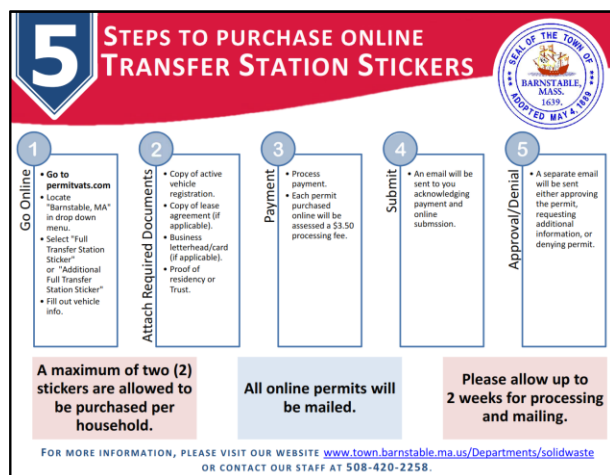 5
STEPS TO PURCHASE ONLINE
TRANSFER STATION STICKERS
SEAL OF THE TOWN OF
BARNSTABLE,
MASS.
1639.
ADOPTED MAY 4, 1899
1
Go Online
• Go to
permitvats.com
• Locate
"Barnstable, MA"
in drop down
menu.
• Select "Full
Transfer Station
Sticker"
or "Additional
Full Transfer
Station Sticker"
• Fill out vehicle
info.
2
Attach Required Documents
• Copy of active
vehicle
registration.
• Copy of lease
agreement (if
applicable).
• Business
letterhead/card
(if applicable).
• Proof of
residency or
Trust.
3
Payment
• Process
payment.
• Each permit
purchased
online will be
assessed a $3.50
processing fee.
4
Submit
• An email will be
sent to you
acknowledging
payment and
online
submssion.
5
Approval/Denial
• A separate email
will be sent
either approving
the permit,
requesting
additional
information, or
denying permit.
A maximum of two (2)
stickers are allowed to
be purchased per
household.
All online permits will
be mailed.
Please allow up to
2 weeks for processing
and mailing.
FOR MORE INFORMATION, PLEASE VISIT OUR WEBSITE www.town.barnstable.ma.us/Departments/solidwaste
OR CONTACT OUR STAFF AT 508-420-2258.